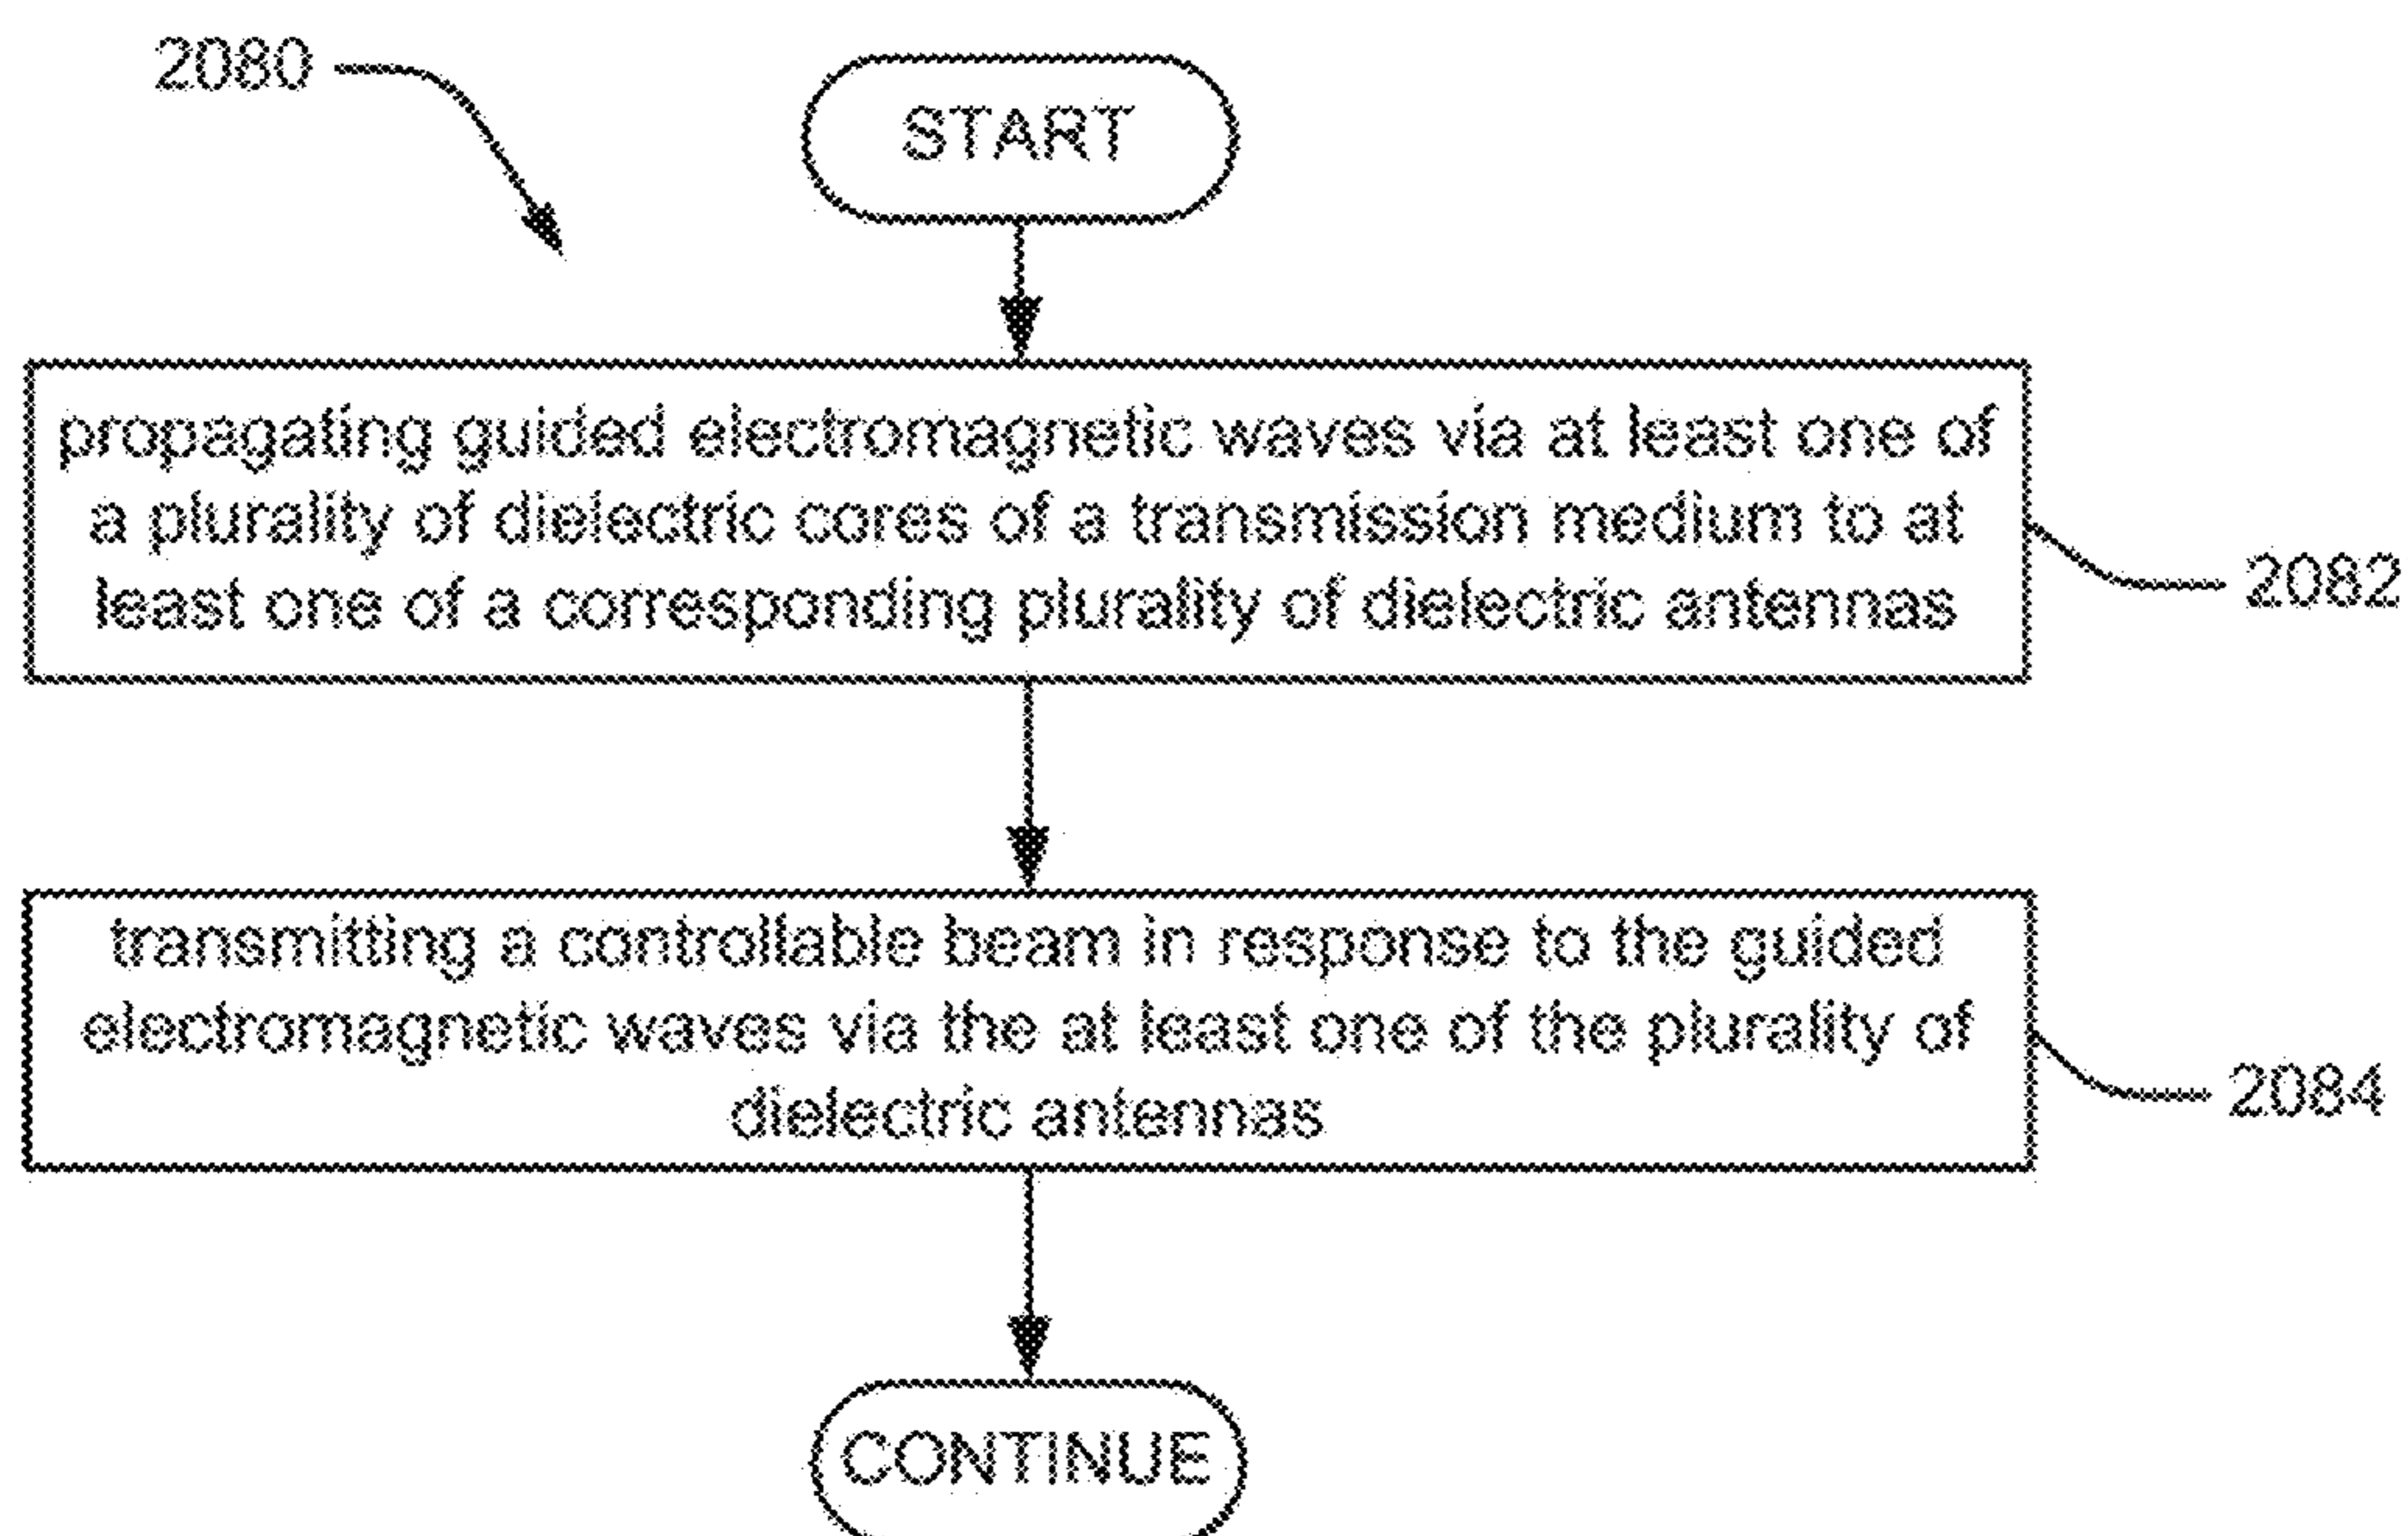 2080
START
propagating guided electromagnetic waves via at least one of
a plurality of dielectric cores of a transmission medium to at
least one of a corresponding plurality of dielectric antennas
2082
transmitting a controllable beam in response to the guided
electromagnetic waves via the at least one of the plurality of
dielectric antennas
2084
CONTINUE